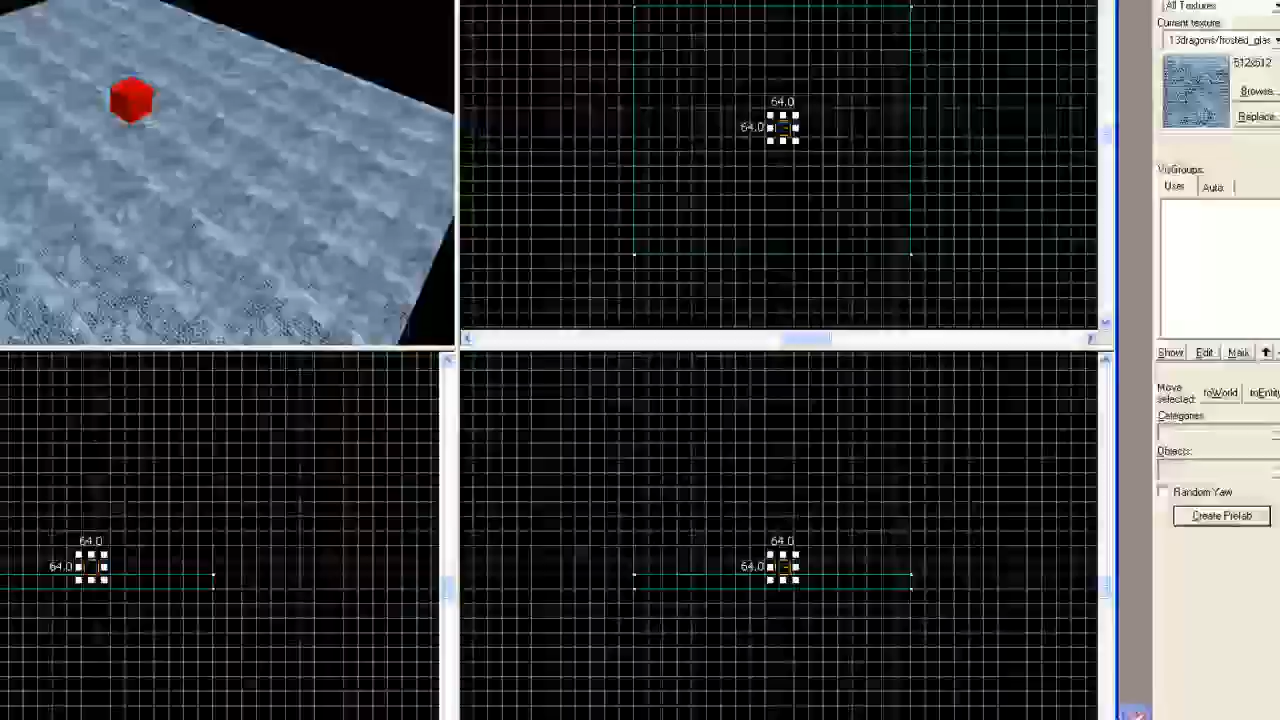 All Textures
Current texture:
13dragons/frosted_glas
512x512
Browse..
Replace..
VisGroups:
User
Auto
Show
Edit
Mark
Move selected:
toWorld
toEntity
Categories:
Objects:
Random Yaw
Create Prefab
64.0
64.0
64.0
64.0
64.0
64.0